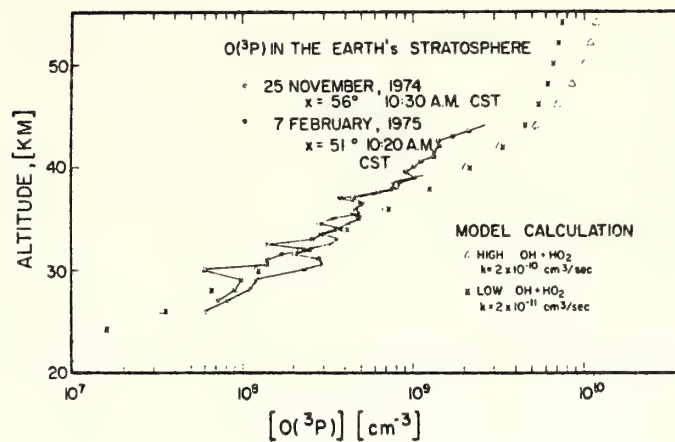 O(³P) IN THE EARTH's STRATOSPHERE
25 NOVEMBER, 1974
x = 56° 10:30 A.M. CST
7 FEBRUARY, 1975
x = 51° 10:20 A.M.
CST
ALTITUDE, [KM]
50
40
30
20
MODEL CALCULATION
△ HIGH OH + HO₂
k = 2 x 10⁻¹⁰ cm³/sec
x LOW OH + HO₂
k = 2 x 10⁻¹¹ cm³/sec
10⁷
10⁸
10⁹
10¹⁰
[O(³P)] [cm⁻³]